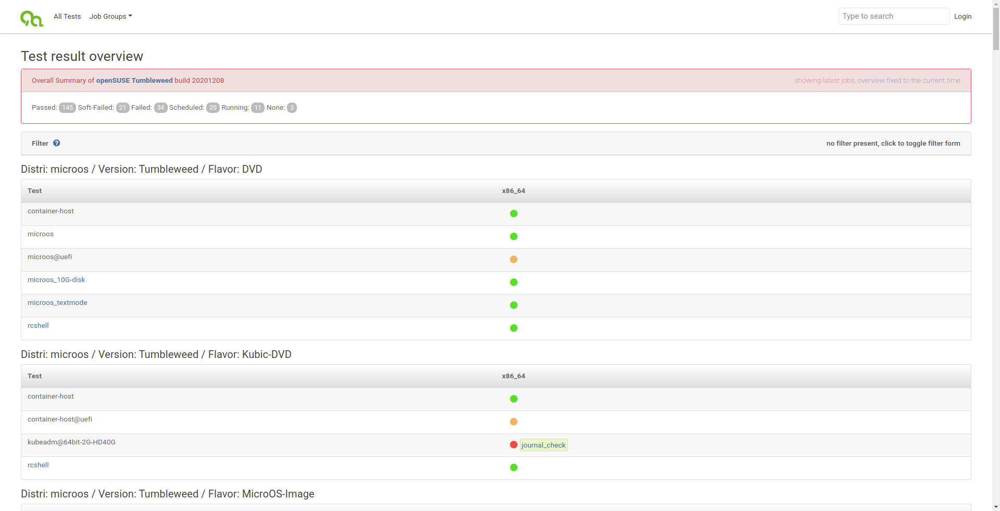 All Tests Job Groups Type to search Login
Test result overview
Overall Summary of openSUSE Tumbleweed build 20201208 showing latest jobs, overview fixed to the current time
Passed: 145 Soft-Failed: 21 Failed: 34 Scheduled: 20 Running: 11 None: 3
Filter ? no filter present, click to toggle filter form
Distri: microos / Version: Tumbleweed / Flavor: DVD
Test x86_64
container-host
microos
microos@uefi
microos_10G-disk
microos_textmode
rcshell
Distri: microos / Version: Tumbleweed / Flavor: Kubic-DVD
Test x86_64
container-host
container-host@uefi
kubeadm@64bit-2G-HD40G journal_check
rcshell
Distri: microos / Version: Tumbleweed / Flavor: MicroOS-Image